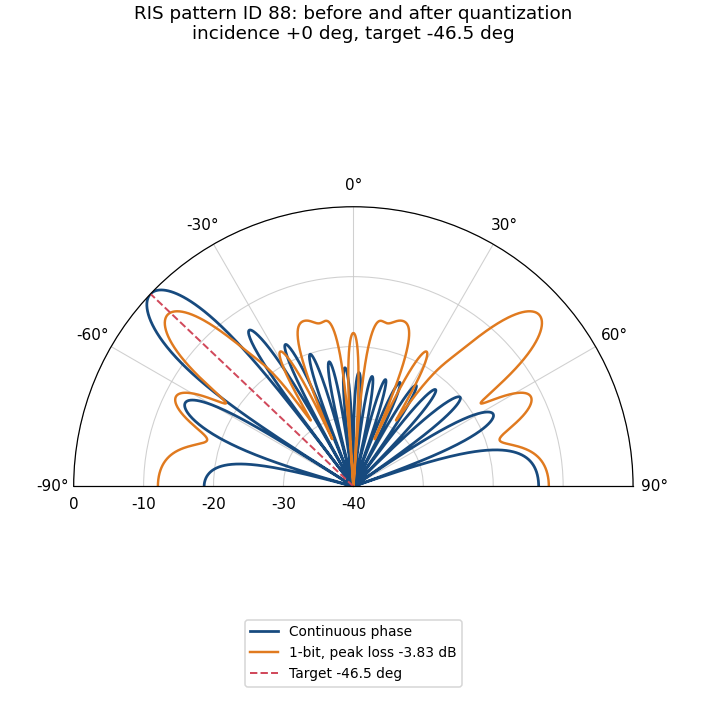 RIS pattern ID 88: before and after quantization
incidence +0 deg, target -46.5 deg
0°
-30°
30°
-60°
60°
-90°
90°
0
-10
-20
-30
-40
Continuous phase
1-bit, peak loss -3.83 dB
Target -46.5 deg